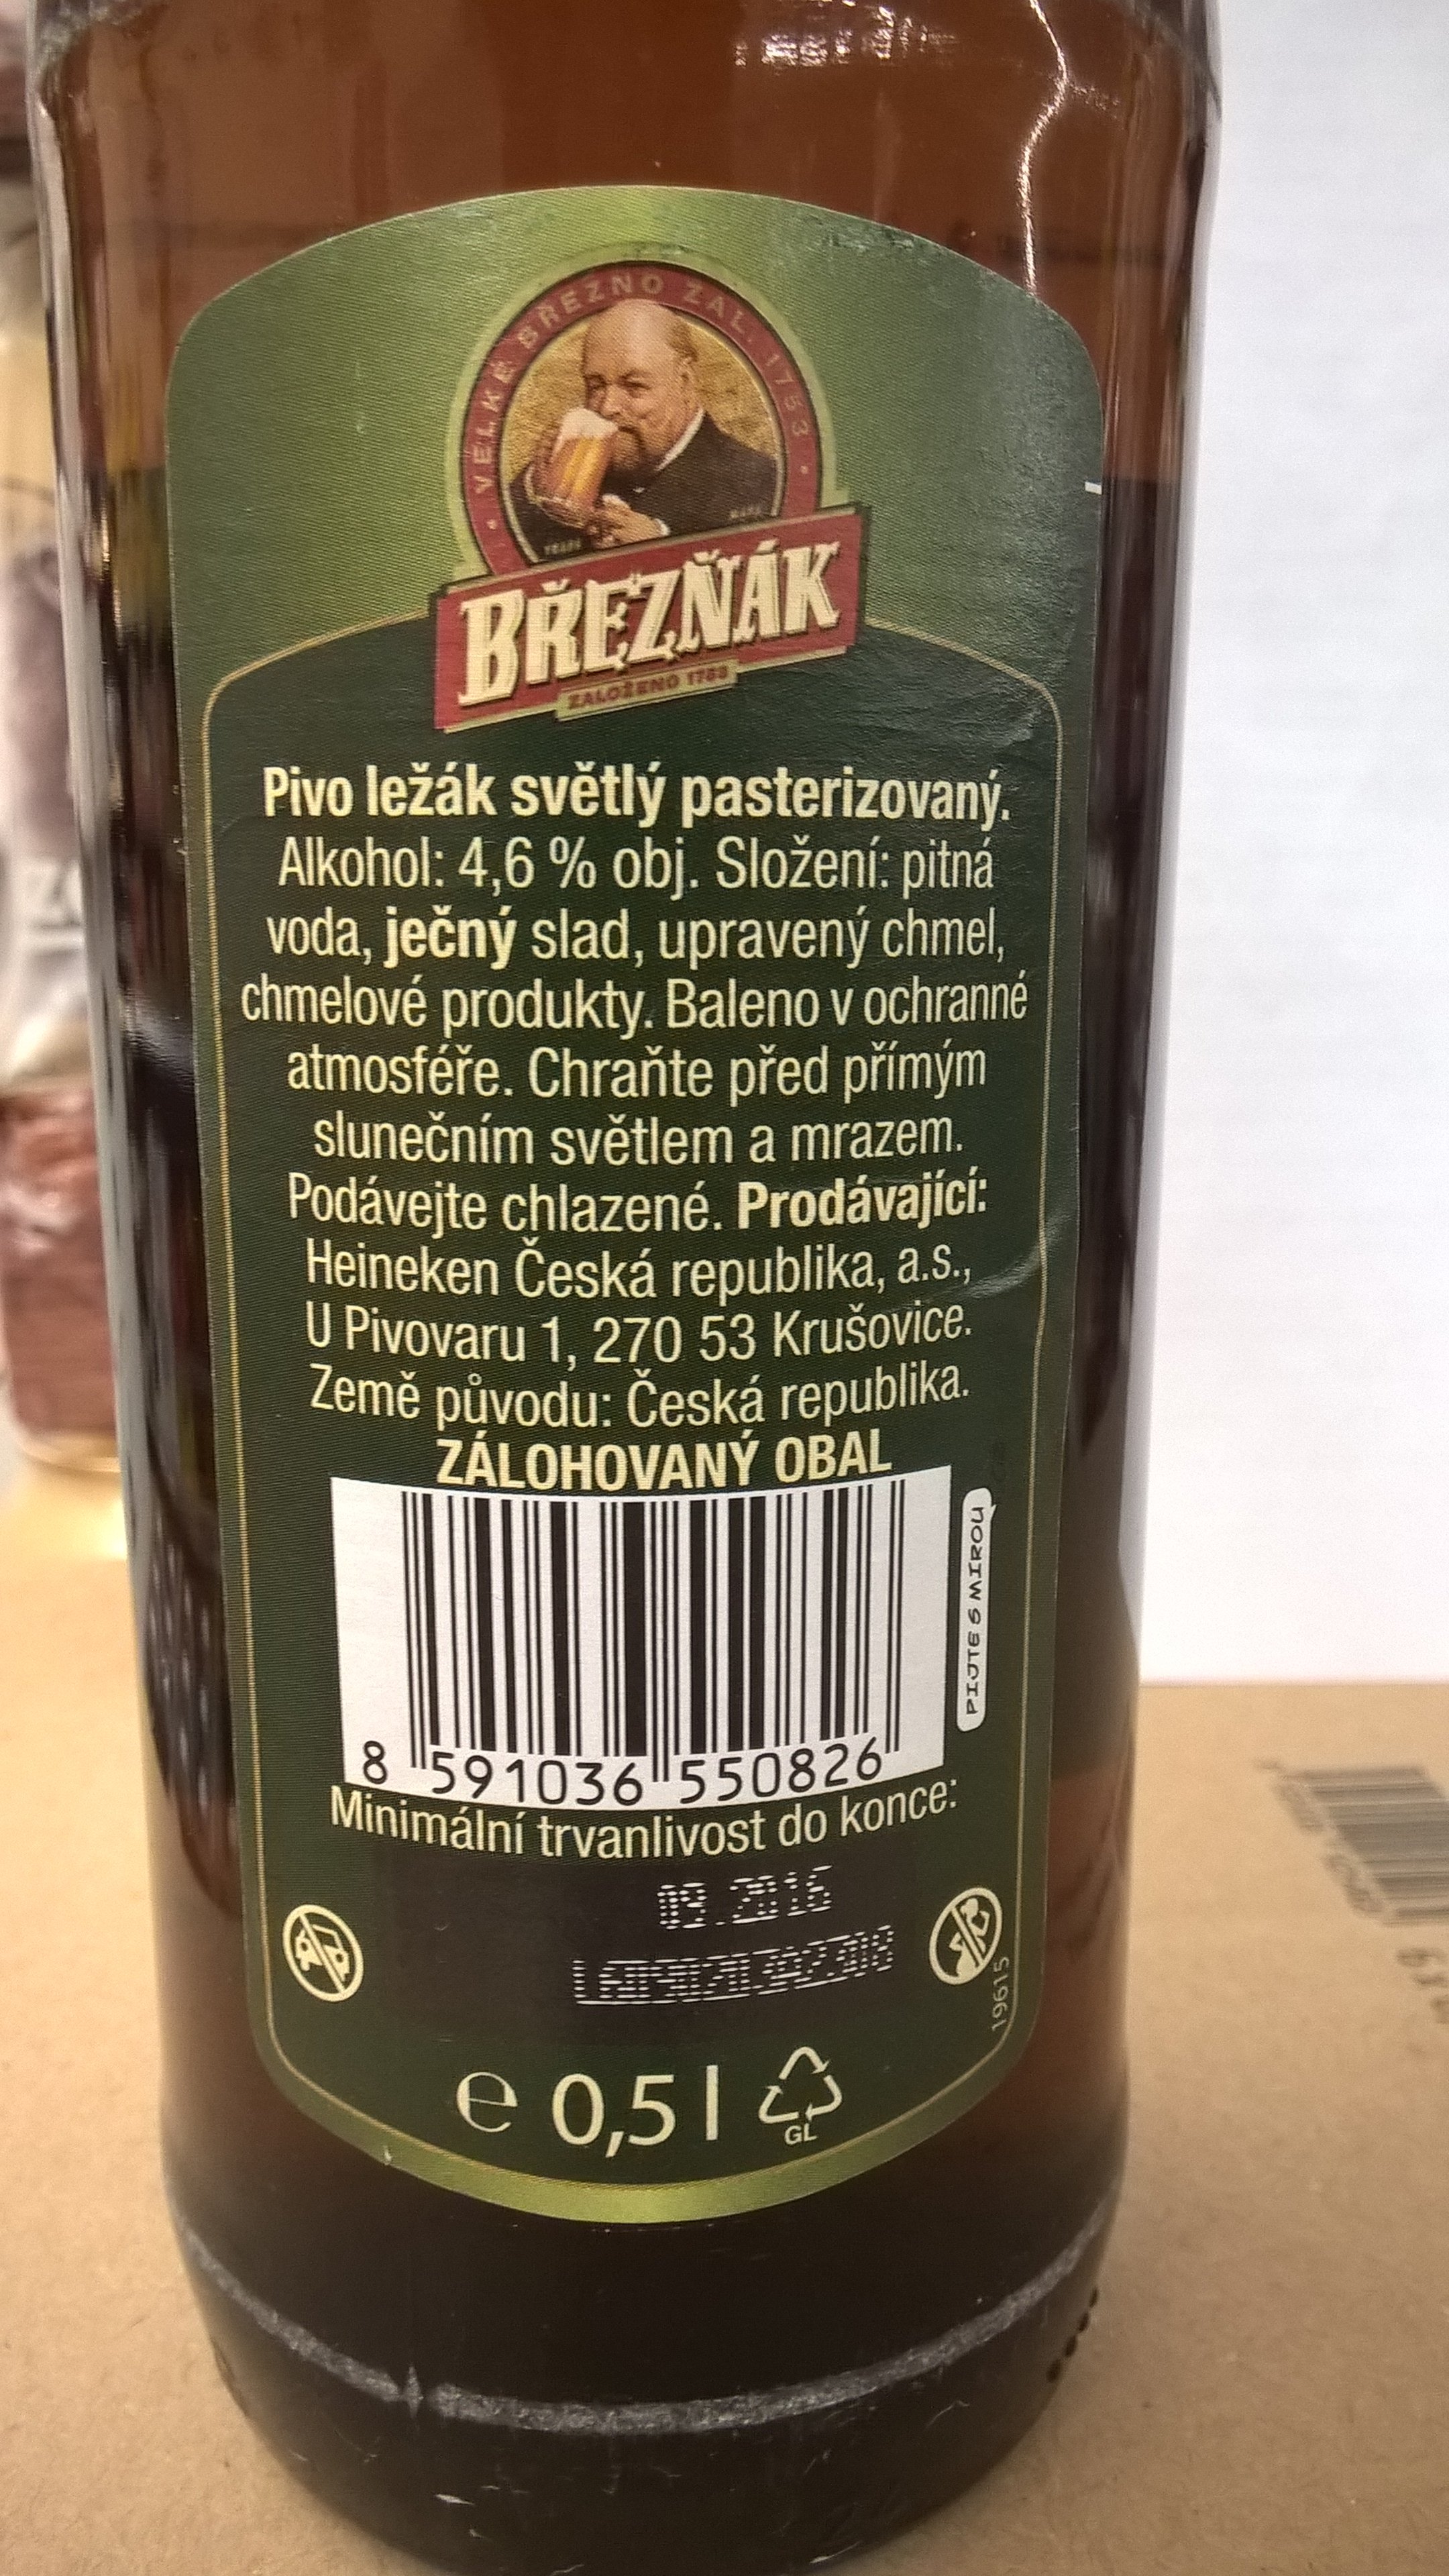 VELKÉ BŘEZNO ZAL. 1753
BŘEZŇÁK
ZALOŽENO 1753
Pivo ležák světlý pasterizovaný.
Alkohol: 4,6 % obj. Složení: pitná
voda, ječný slad, upravený chmel,
chmelové produkty. Baleno v ochranné
atmosféře. Chraňte před přímým
slunečním světlem a mrazem.
Podávejte chlazené. Prodávající:
Heineken Česká republika, a.s.,
U Pivovaru 1, 270 53 Krušovice.
Země původu: Česká republika.
ZÁLOHOVANÝ OBAL
PIJTE S MÍROU
8 591036 550826
Minimální trvanlivost do konce:
09.2016
19615
e 0,5 l
GL